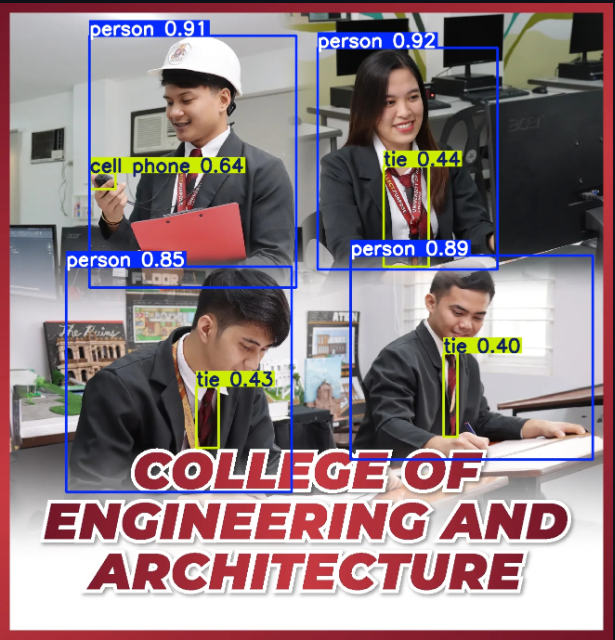 person 0.91
person 0.92
cell phone 0.64
tie 0.44
acer
person 0.85
person 0.89
FLOOR
The Ruins
tie 0.43
tie 0.40
COLLEGE OF
ENGINEERING AND
ARCHITECTURE